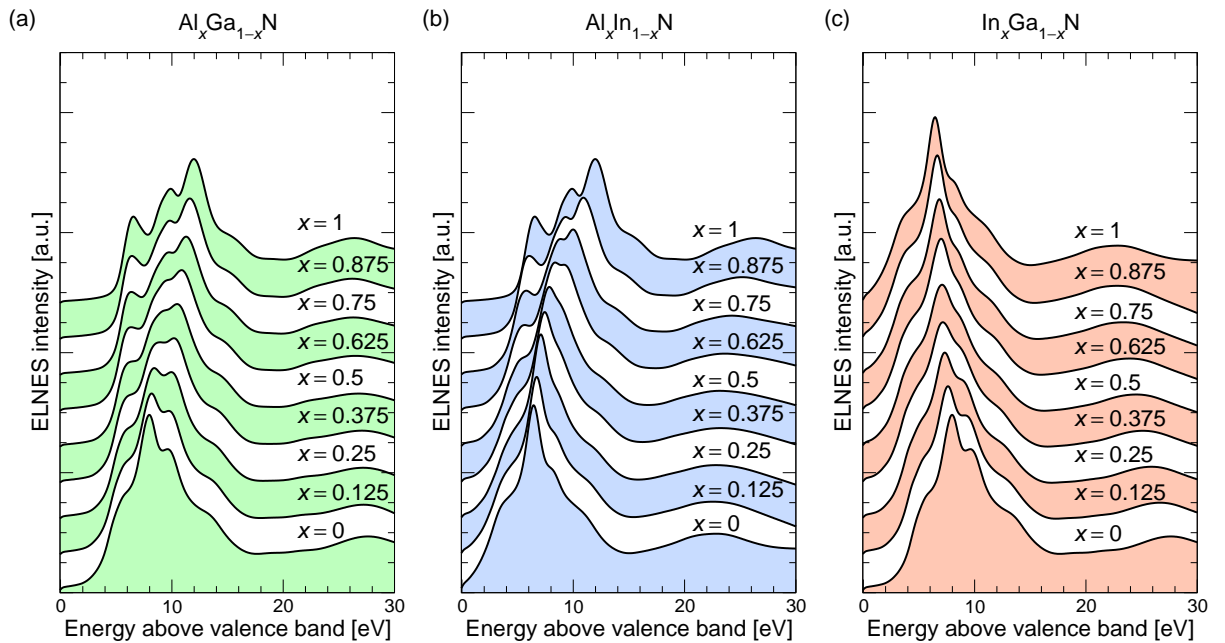 (a)
AlxGa1−xN
ELNES intensity [a.u.]
x = 1
x = 0.875
x = 0.75
x = 0.625
x = 0.5
x = 0.375
x = 0.25
x = 0.125
x = 0
0 10 20 30
Energy above valence band [eV]
(b)
AlxIn1−xN
ELNES intensity [a.u.]
x = 1
x = 0.875
x = 0.75
x = 0.625
x = 0.5
x = 0.375
x = 0.25
x = 0.125
x = 0
0 10 20 30
Energy above valence band [eV]
(c)
InxGa1−xN
ELNES intensity [a.u.]
x = 1
x = 0.875
x = 0.75
x = 0.625
x = 0.5
x = 0.375
x = 0.25
x = 0.125
x = 0
0 10 20 30
Energy above valence band [eV]